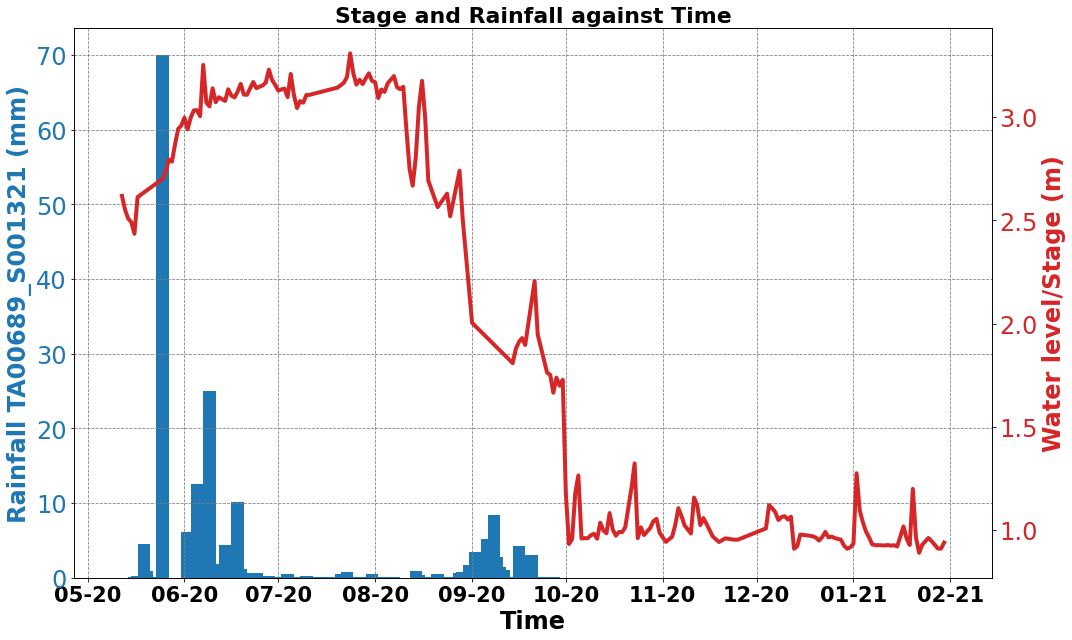 Stage and Rainfall against Time
Rainfall TA00689_S001321 (mm)
70
60
50
40
30
20
10
0
3.0
2.5
2.0
1.5
1.0
Water level/Stage (m)
05-20 06-20 07-20 08-20 09-20 10-20 11-20 12-20 01-21 02-21
Time